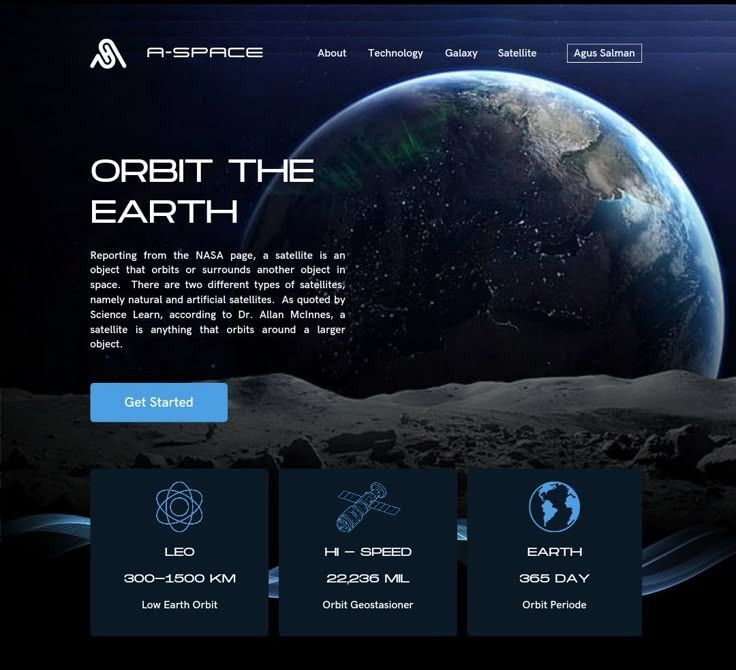 A-SPACE
About Technology Galaxy Satellite Agus Salman
ORBIT THE
EARTH
Reporting from the NASA page, a satellite is an
object that orbits or surrounds another object in
space. There are two different types of satellites,
namely natural and artificial satellites. As quoted by
Science Learn, according to Dr. Allan McInnes, a
satellite is anything that orbits around a larger
object.
Get Started
LEO
300–1500 KM
Low Earth Orbit
HI – SPEED
22,236 MIL
Orbit Geostasioner
EARTH
365 DAY
Orbit Periode